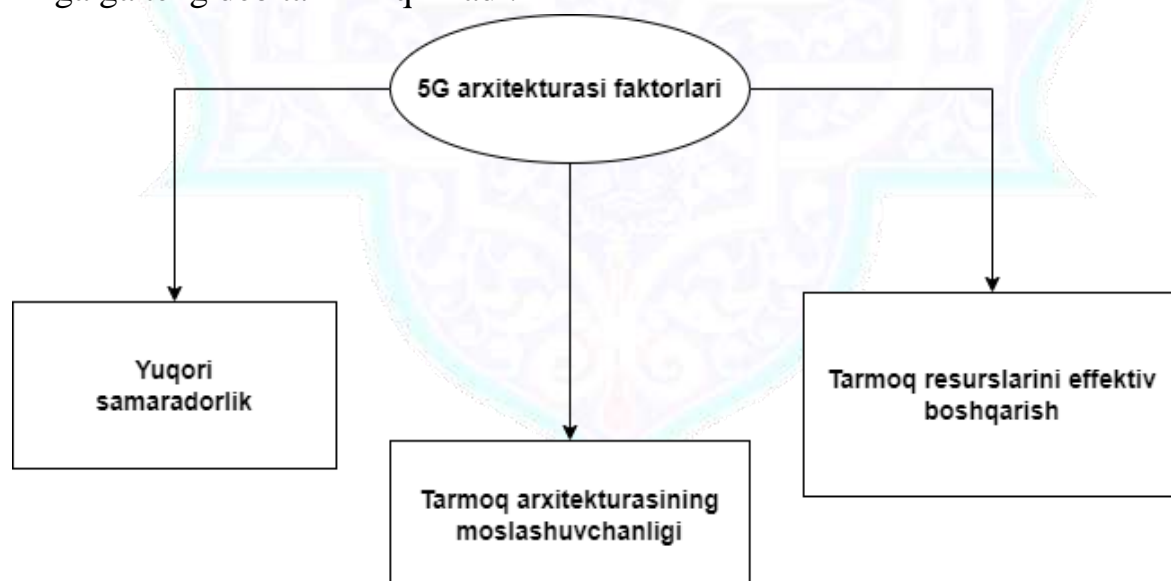 5G arxitekturasi faktorlari
Yuqori
samaradorlik
Tarmoq resurslarini effektiv
boshqarish
Tarmoq arxitekturasining
moslashuvchanligi